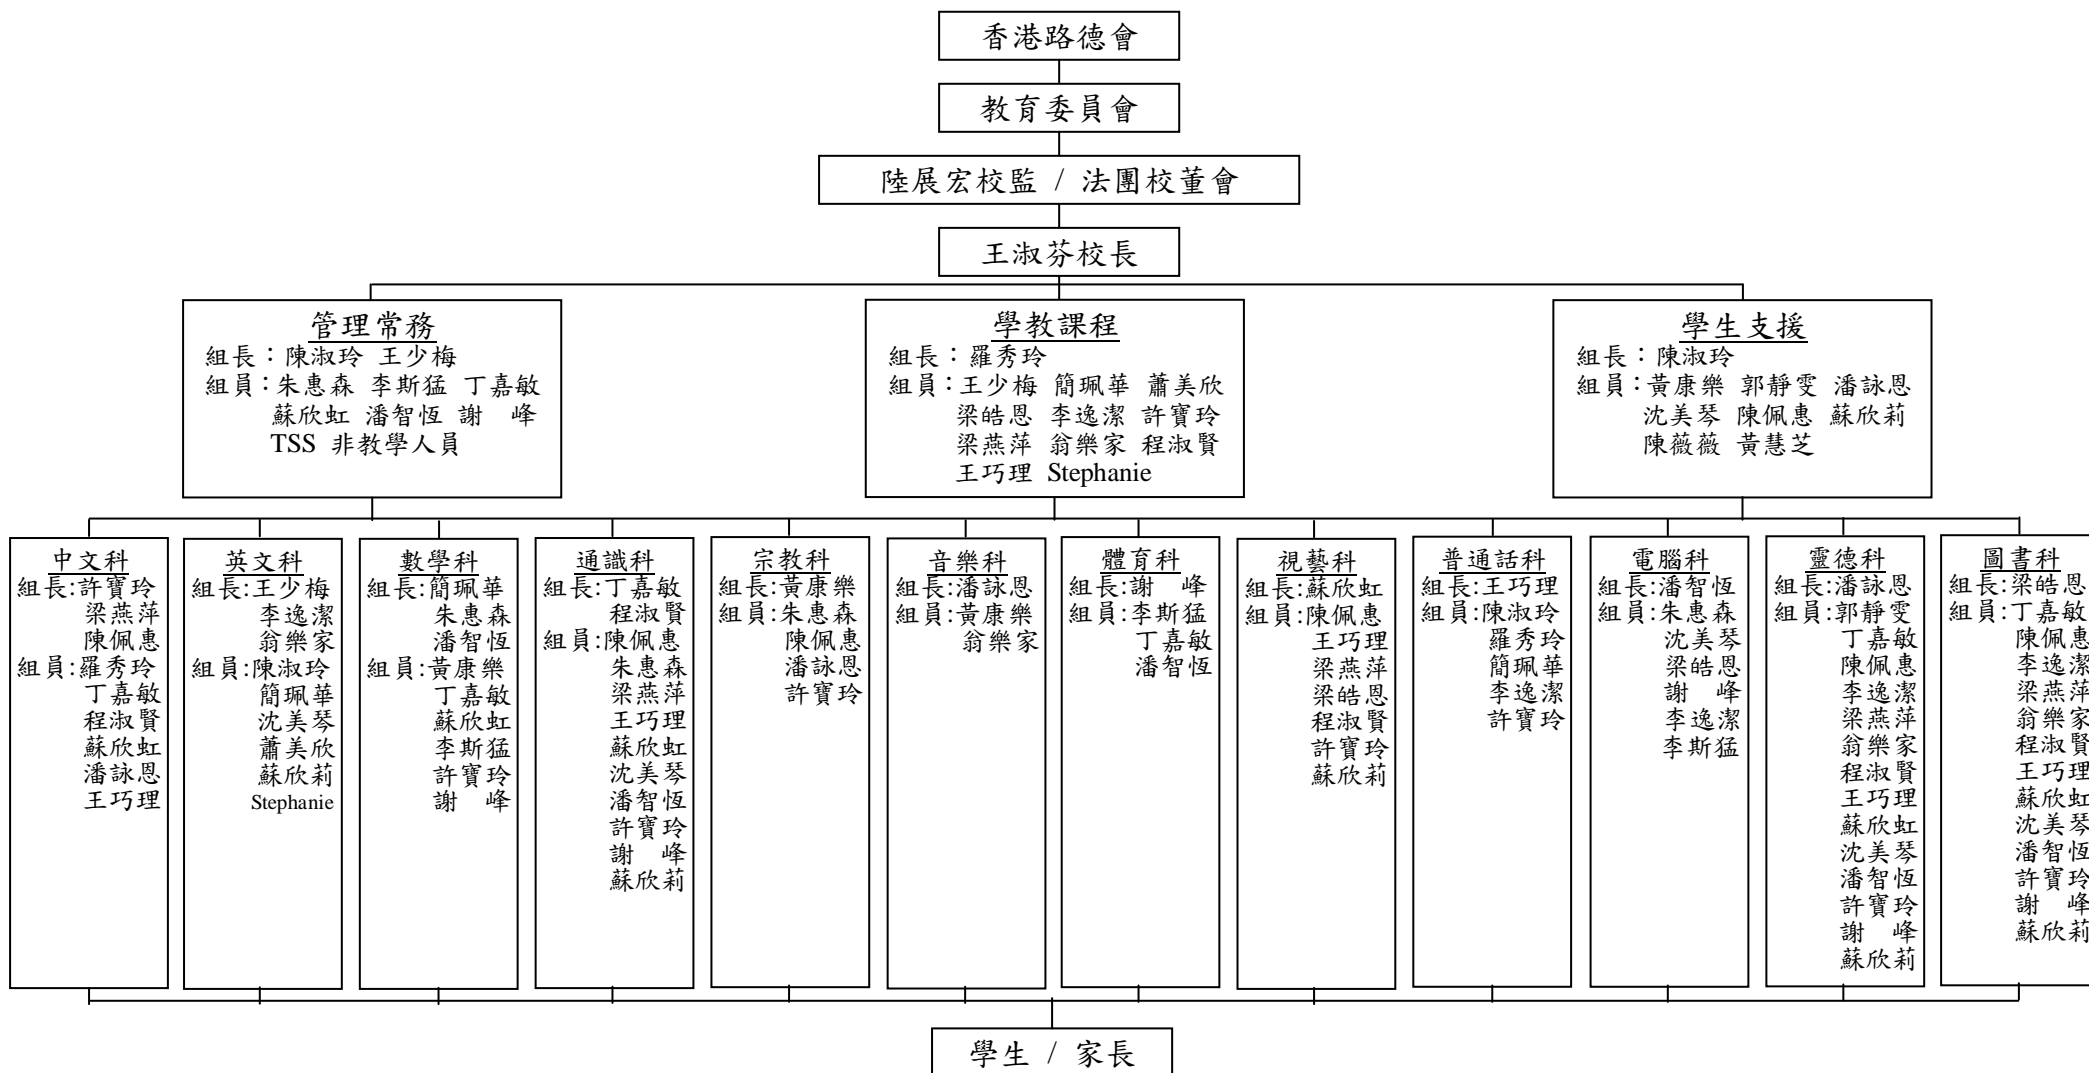 香港路德會
教育委員會
陸展宏校監 / 法團校董會
王淑芬校長
管理常務
組長：陳淑玲 王少梅
組員：朱惠森 李斯猛 丁嘉敏
蘇欣虹 潘智恆 謝　峰
TSS 非教學人員
學教課程
組長：羅秀玲
組員：王少梅 簡珮華 蕭美欣
梁皓恩 李逸潔 許寶玲
梁燕萍 翁樂家 程淑賢
王巧理 Stephanie
學生支援
組長：陳淑玲
組員：黃康樂 郭靜雯 潘詠恩
沈美琴 陳佩惠 蘇欣莉
陳薇薇 黃慧芝
中文科
組長:許寶玲
梁燕萍
陳佩惠
組員:羅秀玲
丁嘉敏
程淑賢
蘇欣虹
潘詠恩
王巧理
英文科
組長:王少梅
李逸潔
翁樂家
組員:陳淑玲
簡珮華
沈美琴
蕭美欣
蘇欣莉
Stephanie
數學科
組長:簡珮華
朱惠森
潘智恆
組員:黃康樂
丁嘉敏
蘇欣虹
李斯猛
許寶玲
謝　峰
通識科
組長:丁嘉敏
程淑賢
組員:陳佩惠
朱惠森
梁燕萍
王巧理
蘇欣虹
沈美琴
潘智恆
許寶玲
謝　峰
蘇欣莉
宗教科
組長:黃康樂
組員:朱惠森
陳佩惠
潘詠恩
許寶玲
音樂科
組長:潘詠恩
組員:黃康樂
翁樂家
體育科
組長:謝　峰
組員:李斯猛
丁嘉敏
潘智恆
視藝科
組長:蘇欣虹
組員:陳佩惠
王巧理
梁燕萍
梁皓恩
程淑賢
許寶玲
蘇欣莉
普通話科
組長:王巧理
組員:陳淑玲
羅秀玲
簡珮華
李逸潔
許寶玲
電腦科
組長:潘智恆
組員:朱惠森
沈美琴
梁皓恩
謝　峰
李逸潔
李斯猛
靈德科
組長:潘詠恩
組員:郭靜雯
丁嘉敏
陳佩惠
李逸潔
梁燕萍
翁樂家
程淑賢
王巧理
蘇欣虹
沈美琴
潘智恆
許寶玲
謝　峰
蘇欣莉
圖書科
組長:梁皓恩
組員:丁嘉敏
陳佩惠
李逸潔
梁燕萍
翁樂家
程淑賢
王巧理
蘇欣虹
沈美琴
潘智恆
許寶玲
謝　峰
蘇欣莉
學生 / 家長